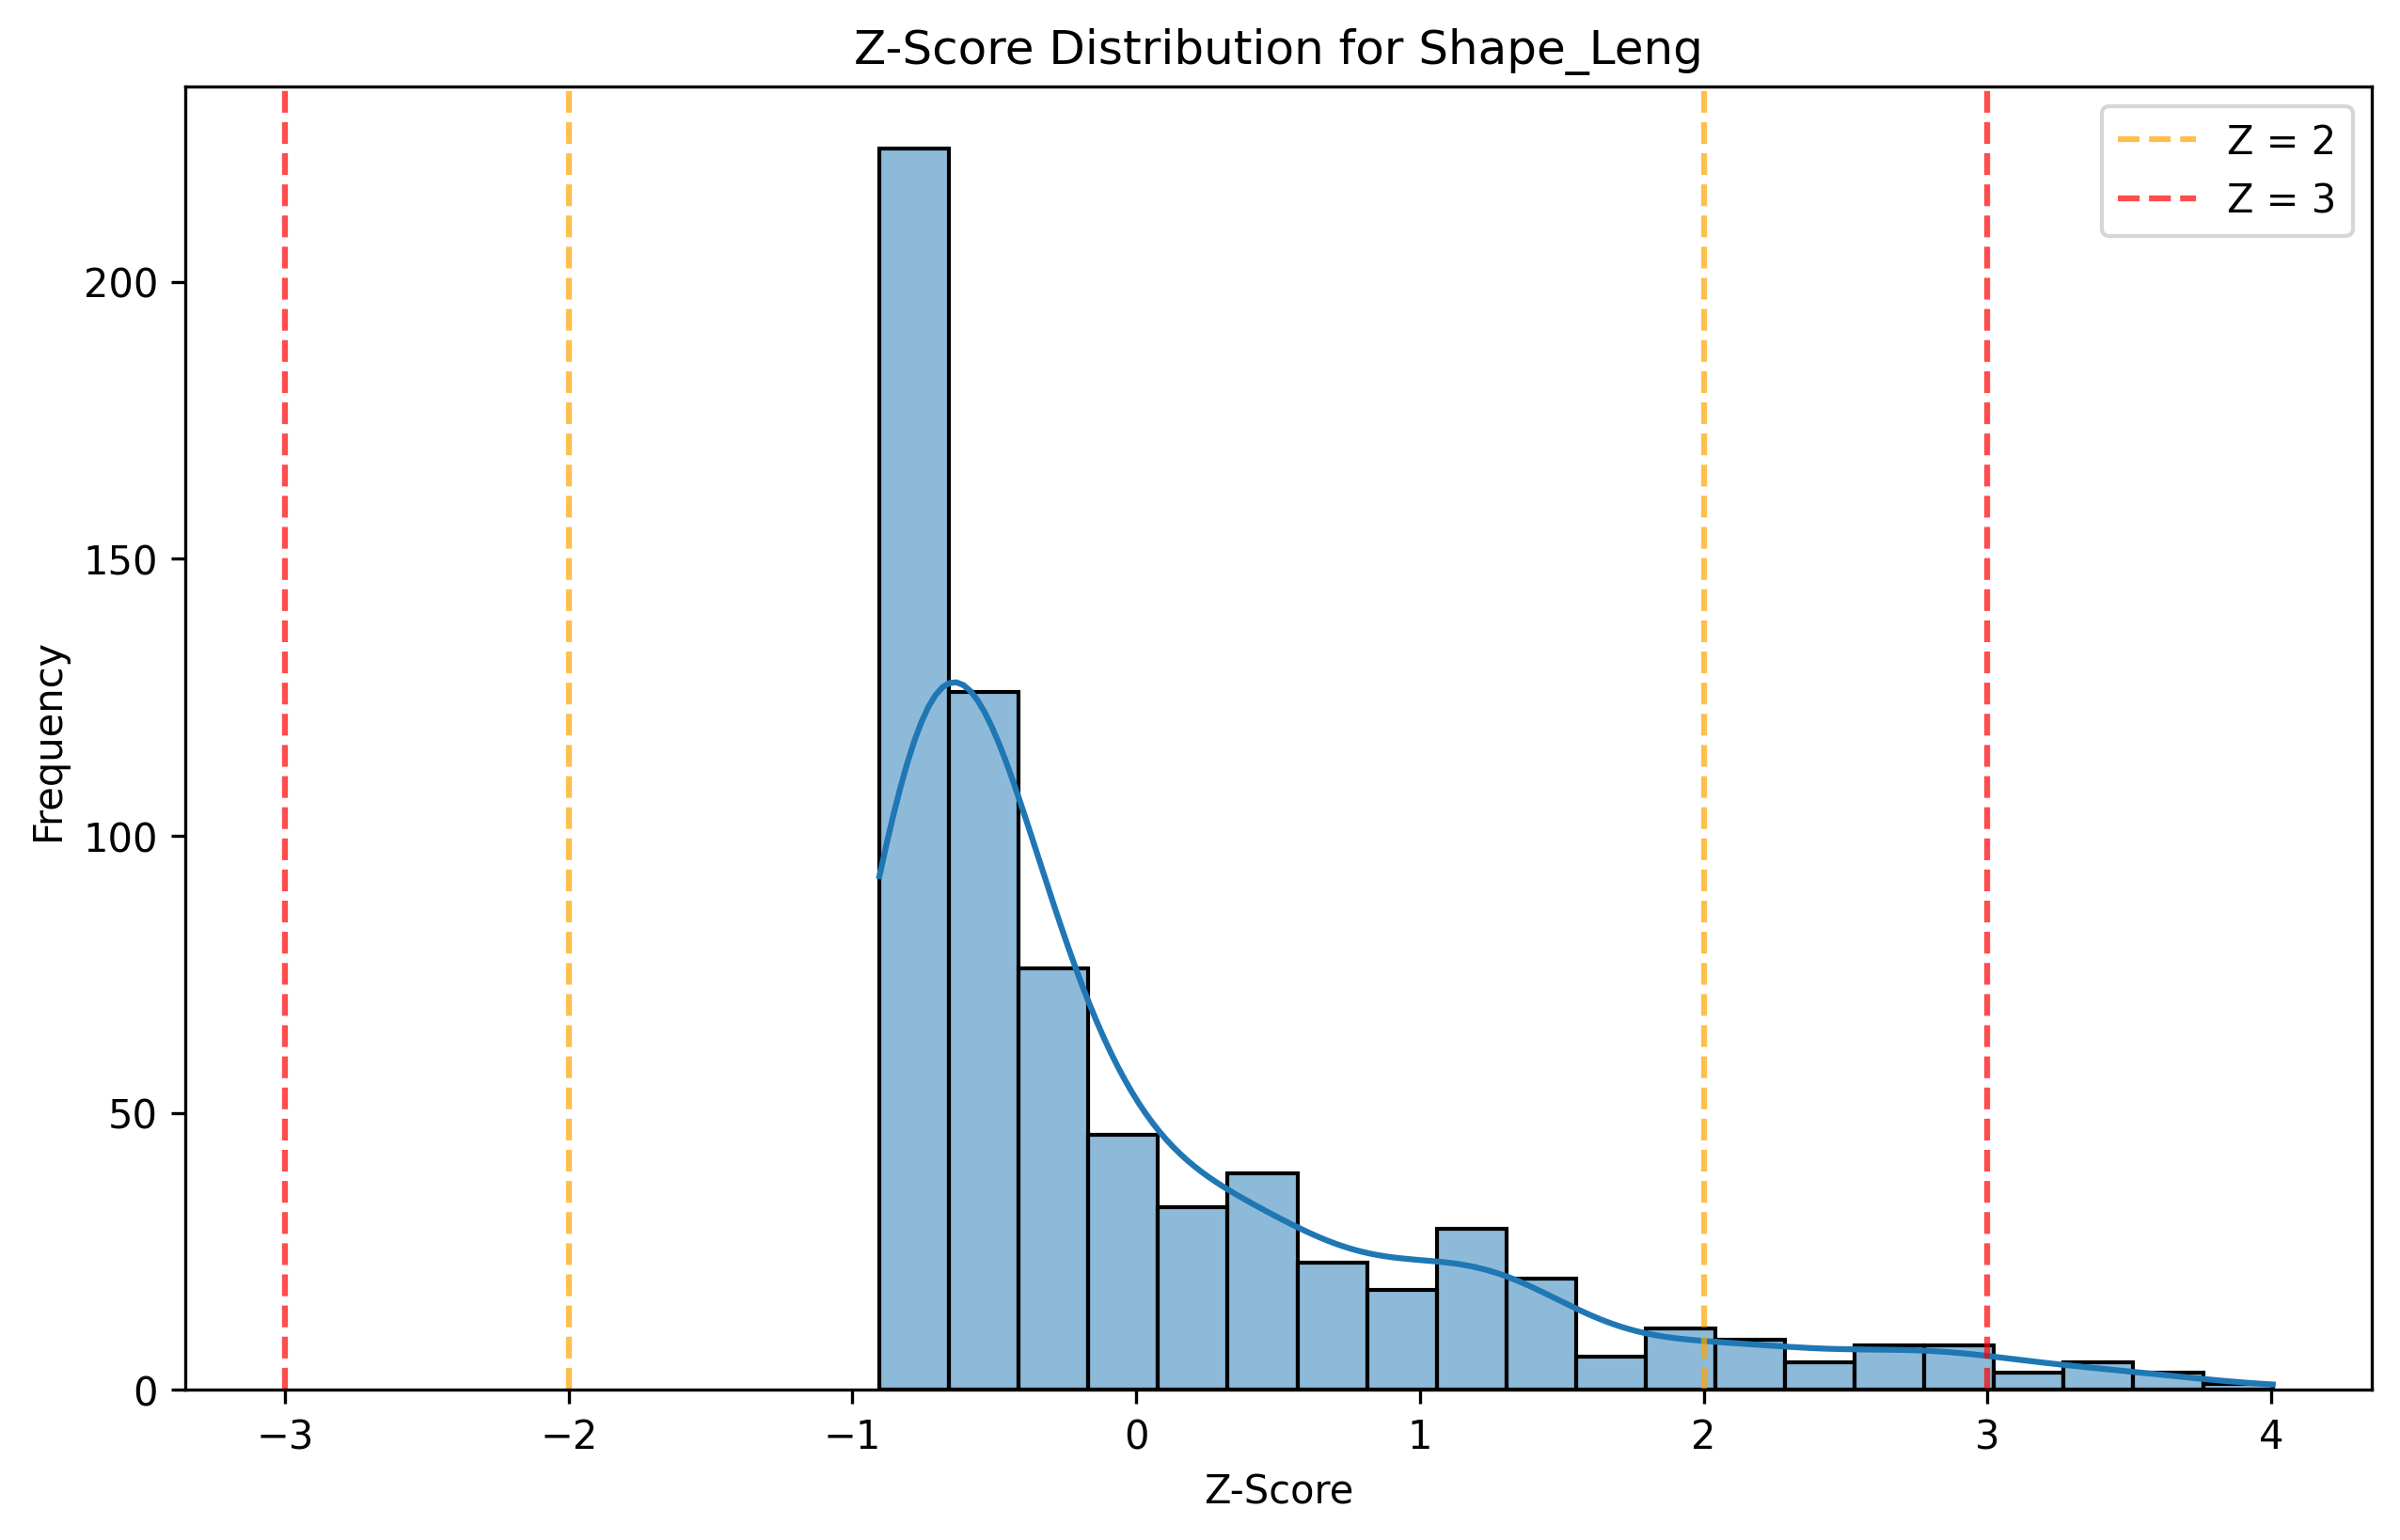 Z-Score Distribution for Shape_Leng
Z = 2
Z = 3
Frequency
200
150
100
50
0
−3
−2
−1
0
1
2
3
4
Z-Score